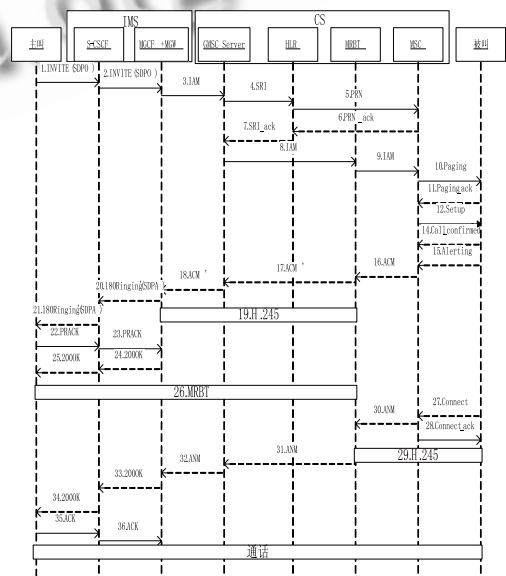 IMS
CS
主叫
S-CSCF
MGCF +MGW
GMSC Server
HLR
MRBT
MSC
被叫
1.INVITE (SDPO )
2.INVITE (SDPO )
3.IAM
4.SRI
5.PRN
6.PRN _ack
7.SRI_ack
8.IAM
9.IAM
10.Paging
11.Paging ack
12.Setup
14.Call confirmed
15.Alerting
16.ACM
17.ACM '
18.ACM '
19.H.245
20.180Ringing(SDPA )
21.180Ringing(SDPA )
22.PRACK
23.PRACK
24.200OK
25.200OK
26.MRBT
27.Connect
28.Connect_ack
29.H.245
30.ANM
31.ANM
32.ANM
33.200OK
34.200OK
35.ACK
36.ACK
通话